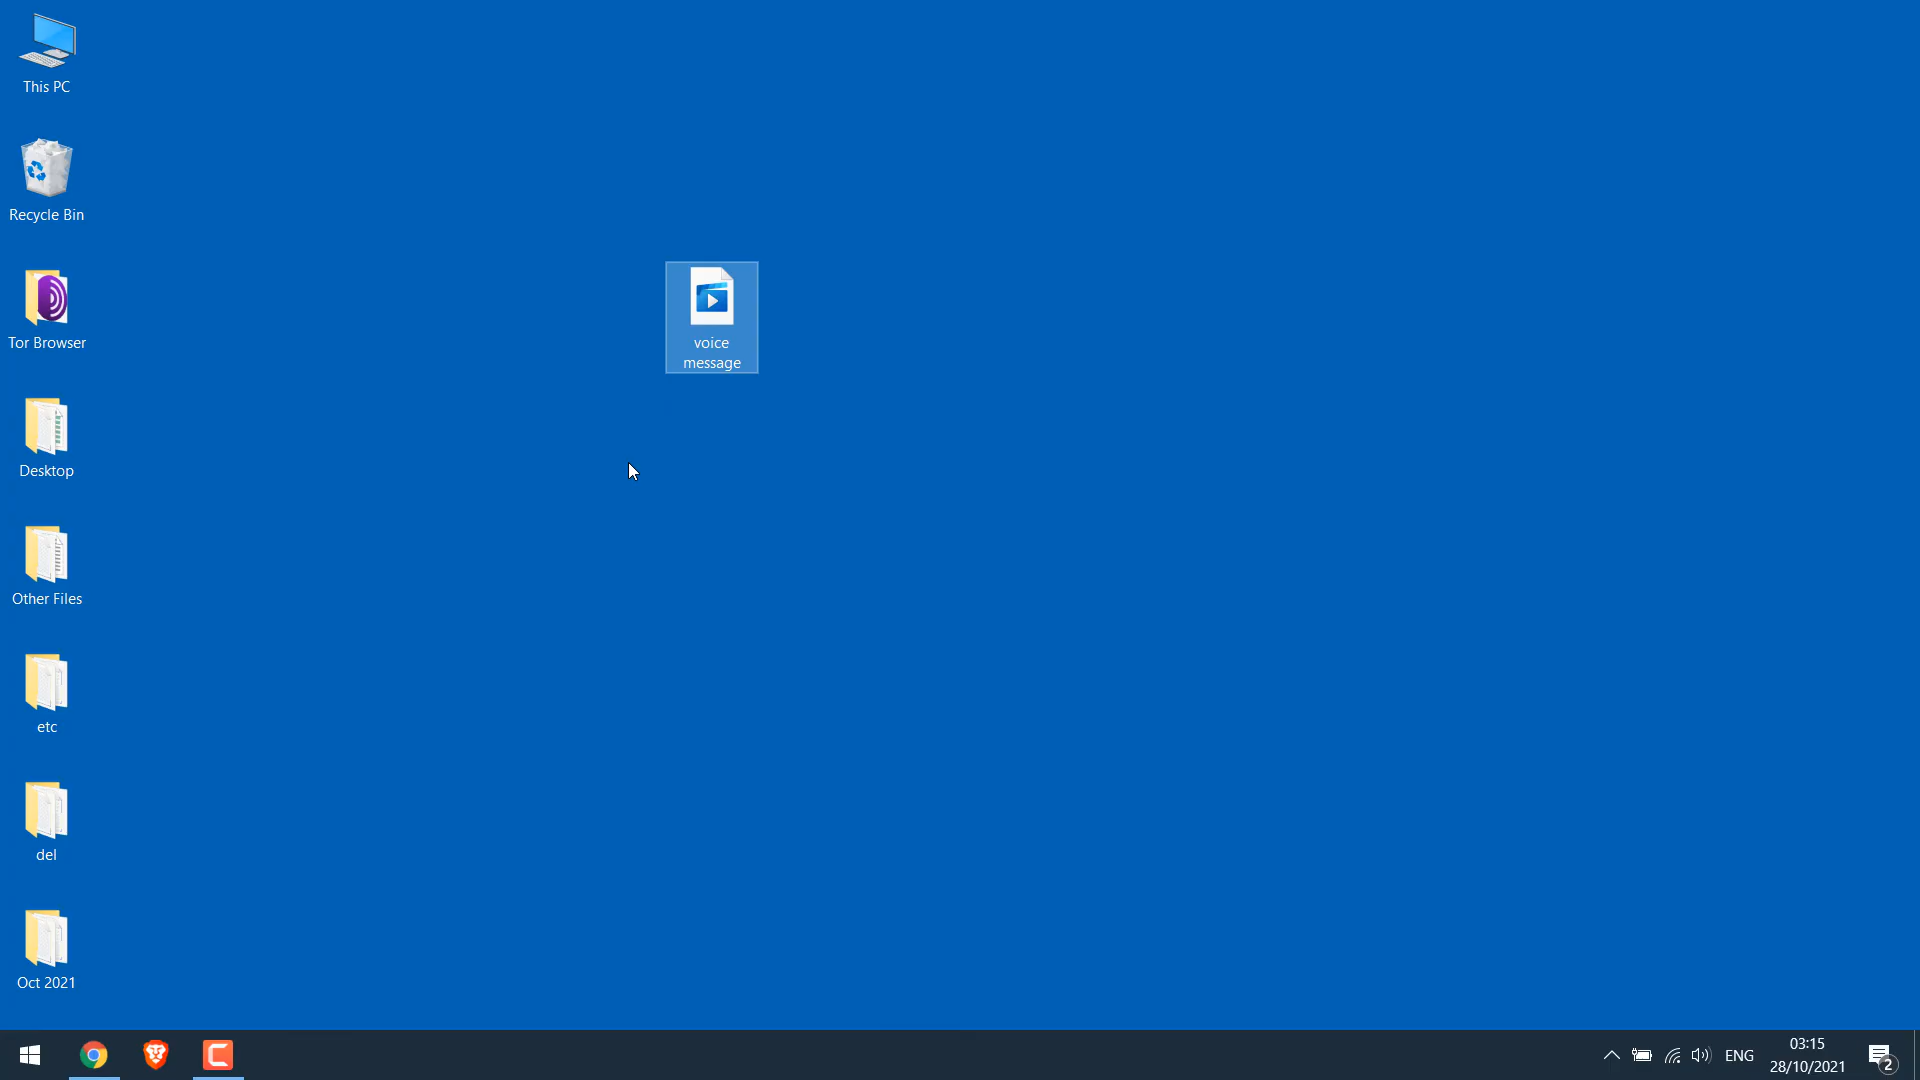 This PC
Recycle Bin
Tor Browser
Desktop
Other Files
etc
del
Oct 2021
voice
message
ENG
03:15
28/10/2021
2